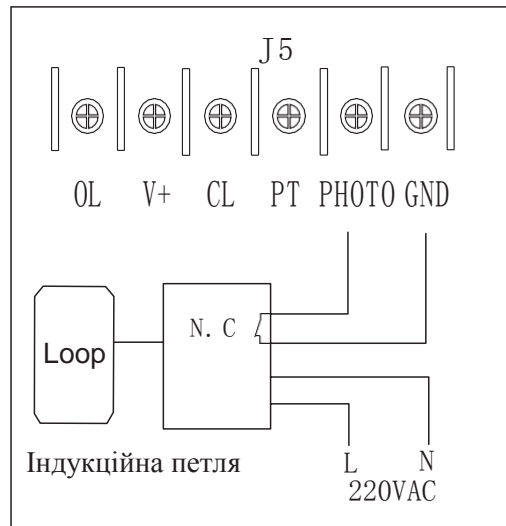 J5
OL V+ CL PT PHOTO GND
N. C
Loop
Індукційна петля
L N
220VAC